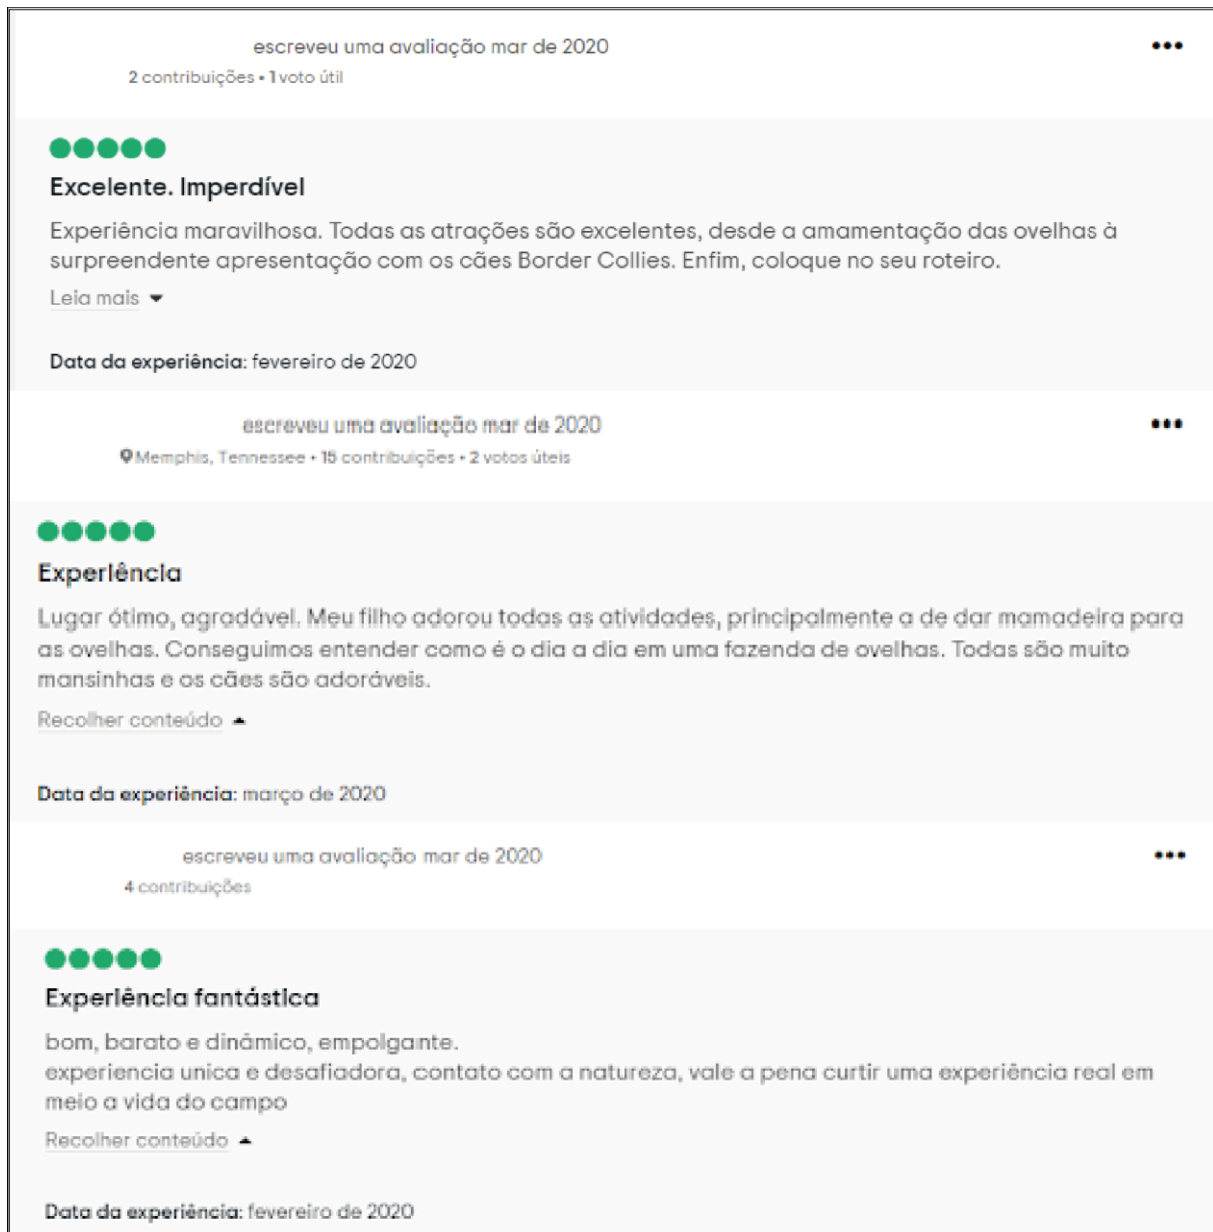 escreveu uma avaliação mar de 2020
2 contribuições • 1 voto útil
Excelente. Imperdível
Experiência maravilhosa. Todas as atrações são excelentes, desde a amamentação das ovelhas à
surpreendente apresentação com os cães Border Collies. Enfim, coloque no seu roteiro.
Leia mais
Data da experiência: fevereiro de 2020
escreveu uma avaliação mar de 2020
Memphis, Tennessee • 15 contribuições • 2 votos úteis
Experiência
Lugar ótimo, agradável. Meu filho adorou todas as atividades, principalmente a de dar mamadeira para
as ovelhas. Conseguimos entender como é o dia a dia em uma fazenda de ovelhas. Todas são muito
mansinhas e os cães são adoráveis.
Recolher conteúdo
Data da experiência: março de 2020
escreveu uma avaliação mar de 2020
4 contribuições
Experiência fantástica
bom, barato e dinâmico, empolgante.
experiencia unica e desafiadora, contato com a natureza, vale a pena curtir uma experiência real em
meio a vida do campo
Recolher conteúdo
Data da experiência: fevereiro de 2020